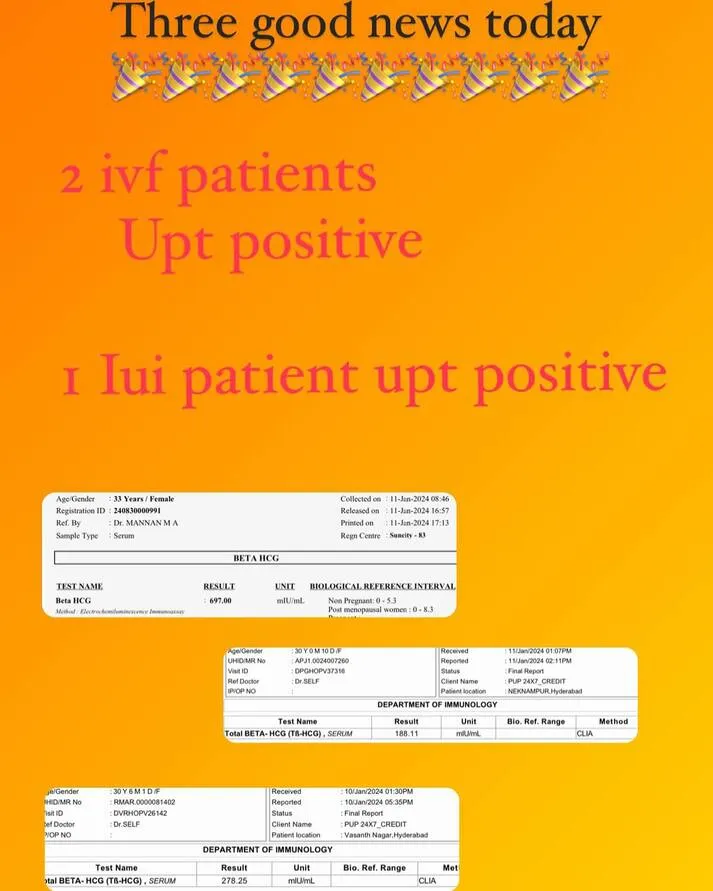 Three good news today
2 ivf patients
Upt positive
1 Iui patient upt positive
Age/Gender : 33 Years / Female Collected on : 11-Jan-2024 08:46
Registration ID : 240830000991 Released on : 11-Jan-2024 16:57
Ref. By : Dr. MANNAN M A Printed on : 11-Jan-2024 17:13
Sample Type : Serum Regn Centre : Suncity - 83
BETA HCG
TEST NAME RESULT UNIT BIOLOGICAL REFERENCE INTERVAL
Beta HCG : 697.00 mIU/mL Non Pregnant: 0 - 5.3
Method : Electrochemiluminescence Immunoassay Post menopausal women : 0 - 8.3
Age/Gender : 30 Y 0 M 10 D /F Received : 11/Jan/2024 01:07PM
UHID/MR No : APJ1.0024007260 Reported : 11/Jan/2024 02:11PM
Visit ID : DPGHOPV37316 Status : Final Report
Ref Doctor : Dr.SELF Client Name : PUP 24X7_CREDIT
IP/OP NO : Patient location : NEKNAMPUR,Hyderabad
DEPARTMENT OF IMMUNOLOGY
Test Name Result Unit Bio. Ref. Range Method
Total BETA- HCG (Tß-HCG) , SERUM 188.11 mIU/mL CLIA
ge/Gender : 30 Y 6 M 1 D /F Received : 10/Jan/2024 01:30PM
HID/MR No : RMAR.0000081402 Reported : 10/Jan/2024 05:35PM
isit ID : DVRHOPV26142 Status : Final Report
ef Doctor : Dr.SELF Client Name : PUP 24X7_CREDIT
P/OP NO : Patient location : Vasanth Nagar,Hyderabad
DEPARTMENT OF IMMUNOLOGY
Test Name Result Unit Bio. Ref. Range Met
otal BETA- HCG (Tß-HCG) , SERUM 278.25 mIU/mL CLIA